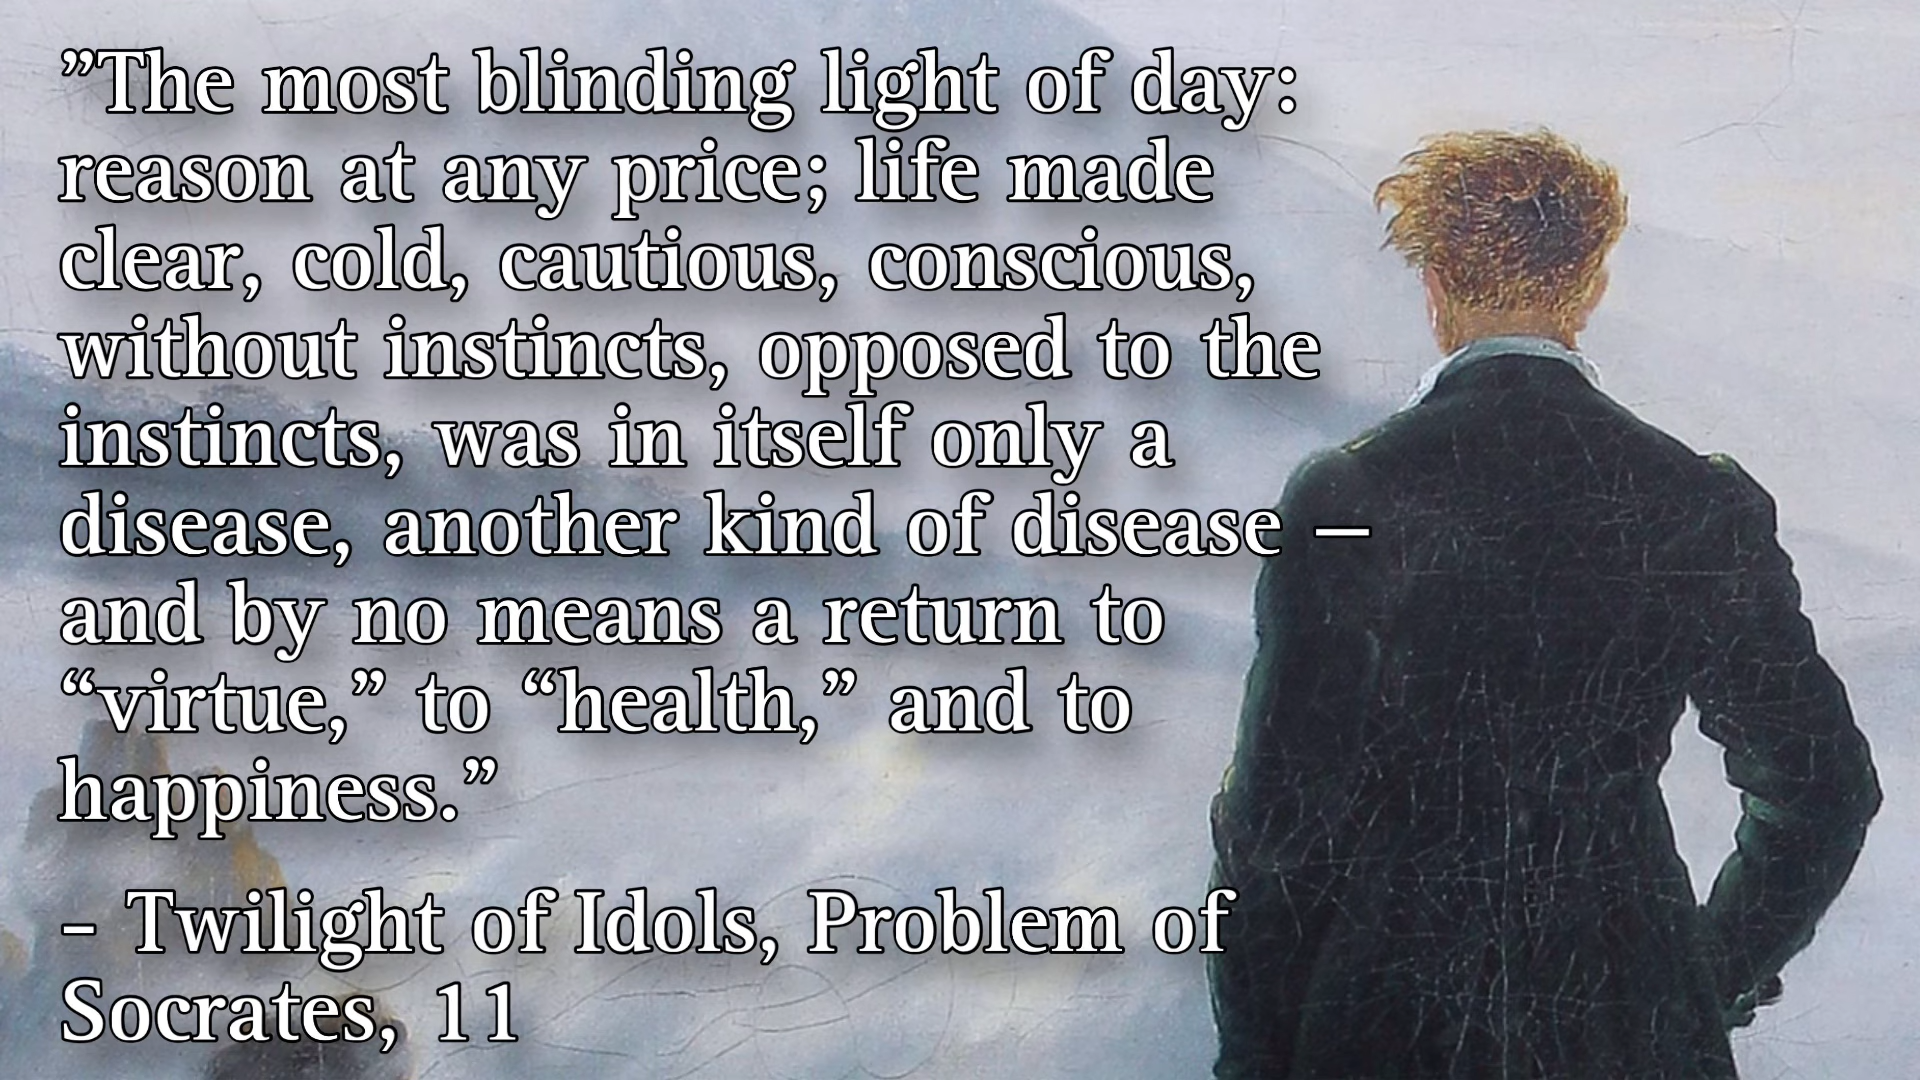 ”The most blinding light of day:
reason at any price; life made
clear, cold, cautious, conscious,
without instincts, opposed to the
instincts, was in itself only a
disease, another kind of disease –
and by no means a return to
“virtue,” to “health,” and to
happiness.”
– Twilight of Idols, Problem of
Socrates, 11